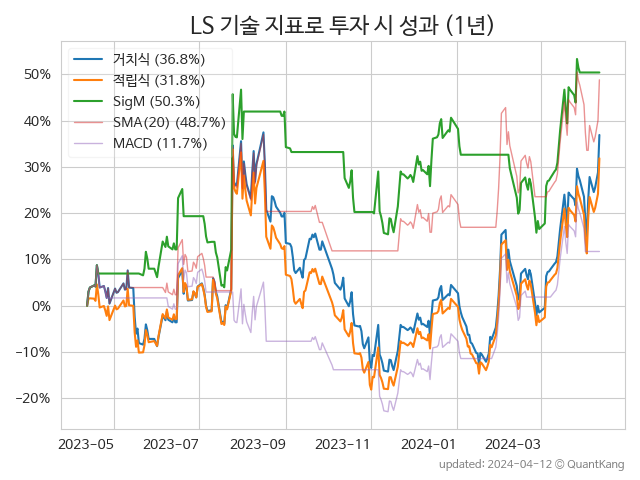 LS 기술 지표로 투자 시 성과 (1년)
거치식 (36.8%)
적립식 (31.8%)
SigM (50.3%)
SMA(20) (48.7%)
MACD (11.7%)
50%
40%
30%
20%
10%
0%
−10%
−20%
2023-05 2023-07 2023-09 2023-11 2024-01 2024-03
updated: 2024-04-12 © QuantKang